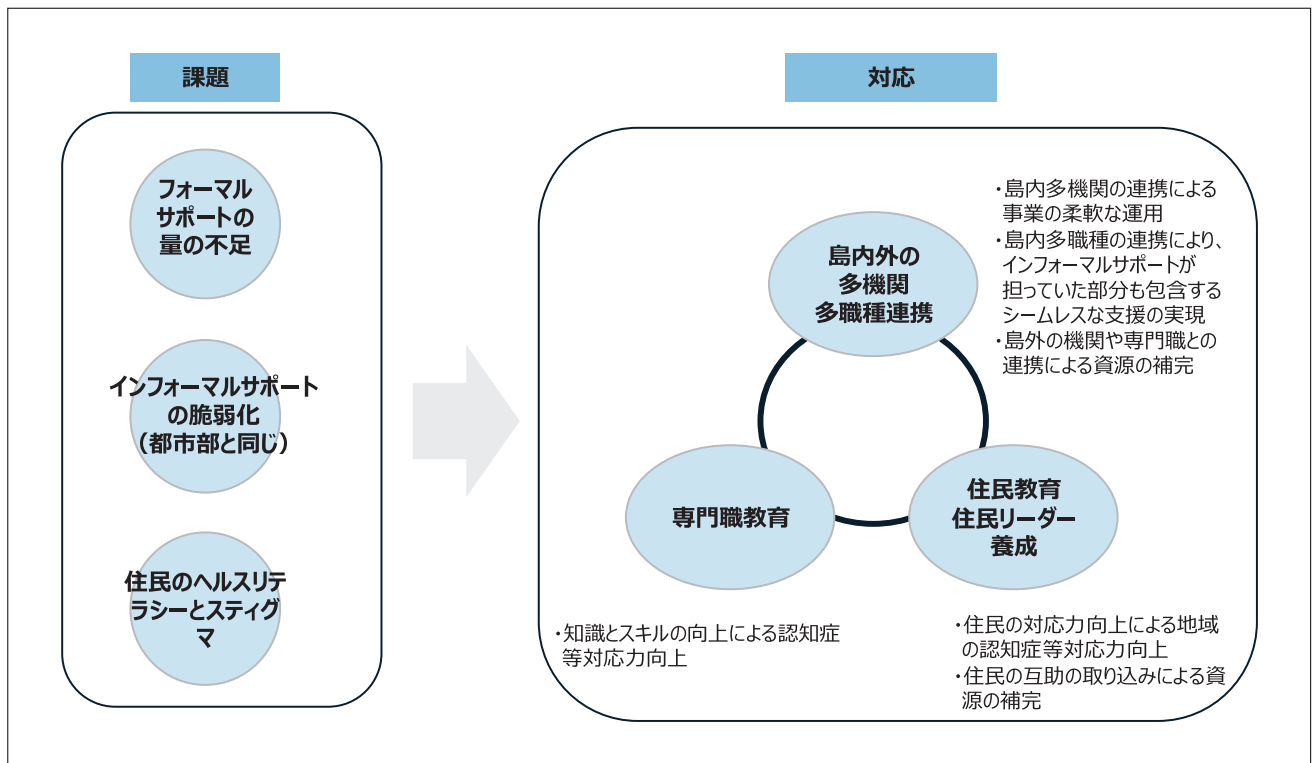 課題
フォーマル
サポートの
量の不足
インフォーマルサポート
の脆弱化
（都市部と同じ）
住民のヘルスリテ
ラシーとスティグ
マ
対応
島内外の
多機関
多職種連携
・島内多機関の連携による
事業の柔軟な運用
・島内多職種の連携により、
インフォーマルサポートが
担っていた部分も包含する
シームレスな支援の実現
・島外の機関や専門職との
連携による資源の補完
専門職教育
・知識とスキルの向上による認知症
等対応力向上
住民教育
住民リーダー
養成
・住民の対応力向上による地域
の認知症等対応力向上
・住民の互助の取り込みによる資
源の補完